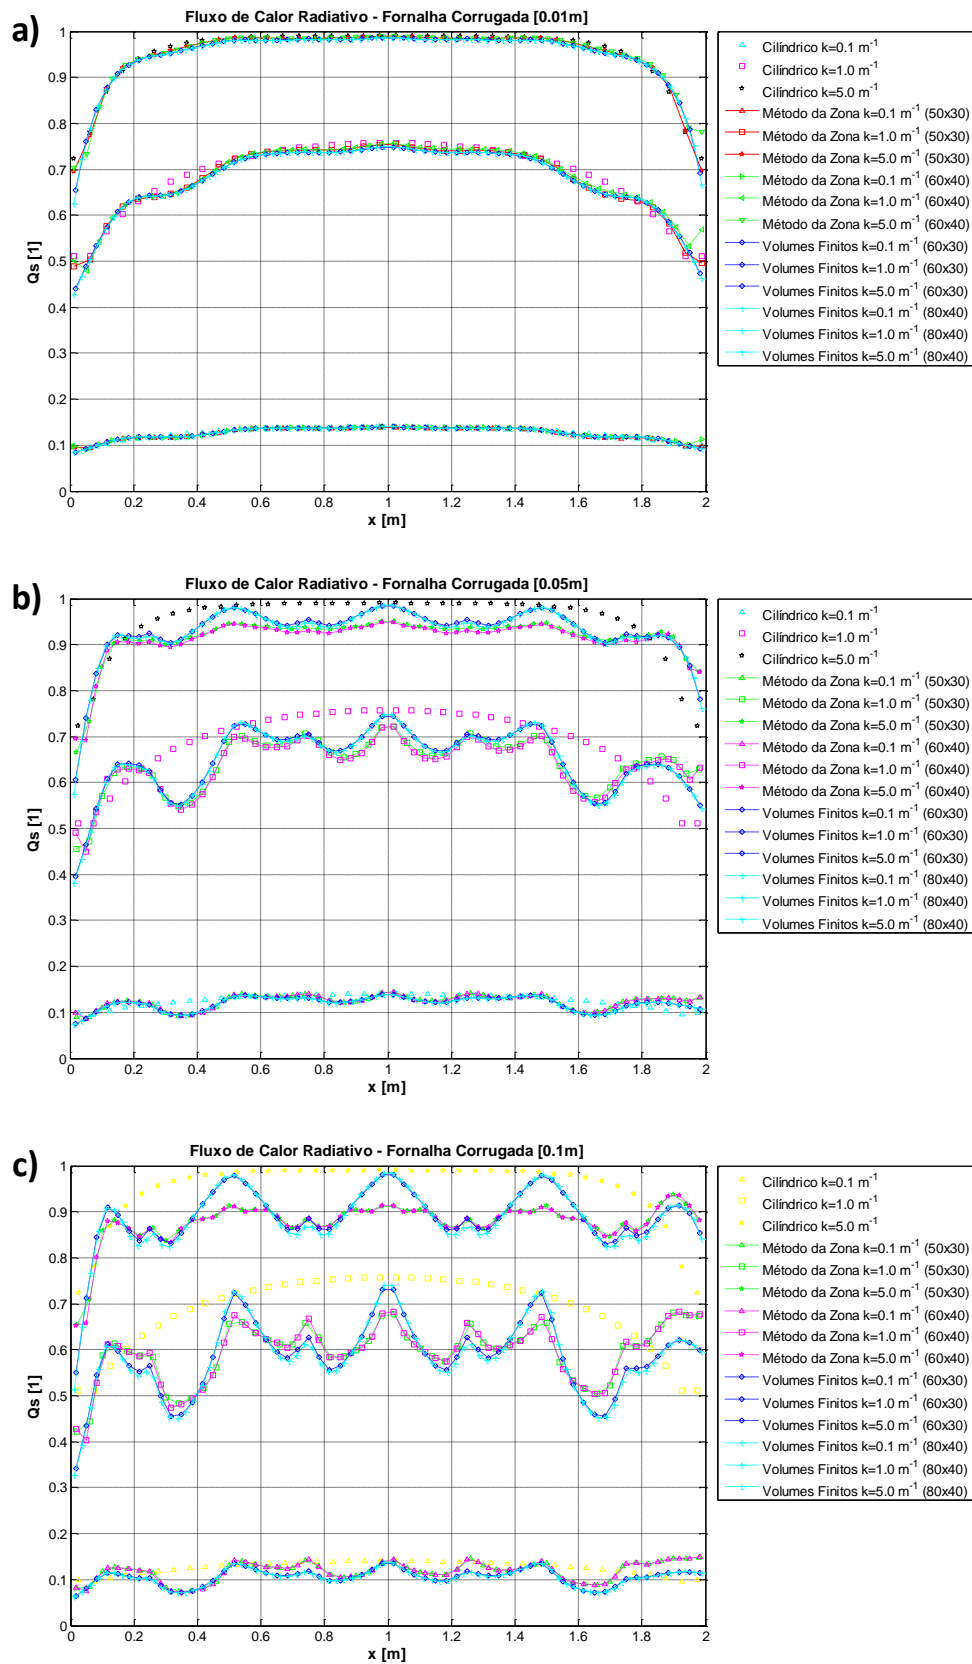 a)
Fluxo de Calor Radiativo - Fornalha Corrugada [0.01m]
1
0.9
0.8
0.7
0.6
0.5
0.4
0.3
0.2
0.1
0
Qs [1]
0 0.2 0.4 0.6 0.8 1 1.2 1.4 1.6 1.8 2
x [m]
Cilíndrico k=0.1 m⁻¹
Cilíndrico k=1.0 m⁻¹
Cilíndrico k=5.0 m⁻¹
Método da Zona k=0.1 m⁻¹ (50x30)
Método da Zona k=1.0 m⁻¹ (50x30)
Método da Zona k=5.0 m⁻¹ (50x30)
Método da Zona k=0.1 m⁻¹ (60x40)
Método da Zona k=1.0 m⁻¹ (60x40)
Método da Zona k=5.0 m⁻¹ (60x40)
Volumes Finitos k=0.1 m⁻¹ (60x30)
Volumes Finitos k=1.0 m⁻¹ (60x30)
Volumes Finitos k=5.0 m⁻¹ (60x30)
Volumes Finitos k=0.1 m⁻¹ (80x40)
Volumes Finitos k=1.0 m⁻¹ (80x40)
Volumes Finitos k=5.0 m⁻¹ (80x40)
b)
Fluxo de Calor Radiativo - Fornalha Corrugada [0.05m]
1
0.9
0.8
0.7
0.6
0.5
0.4
0.3
0.2
0.1
0
Qs [1]
0 0.2 0.4 0.6 0.8 1 1.2 1.4 1.6 1.8 2
x [m]
Cilíndrico k=0.1 m⁻¹
Cilíndrico k=1.0 m⁻¹
Cilíndrico k=5.0 m⁻¹
Método da Zona k=0.1 m⁻¹ (50x30)
Método da Zona k=1.0 m⁻¹ (50x30)
Método da Zona k=5.0 m⁻¹ (50x30)
Método da Zona k=0.1 m⁻¹ (60x40)
Método da Zona k=1.0 m⁻¹ (60x40)
Método da Zona k=5.0 m⁻¹ (60x40)
Volumes Finitos k=0.1 m⁻¹ (60x30)
Volumes Finitos k=1.0 m⁻¹ (60x30)
Volumes Finitos k=5.0 m⁻¹ (60x30)
Volumes Finitos k=0.1 m⁻¹ (80x40)
Volumes Finitos k=1.0 m⁻¹ (80x40)
Volumes Finitos k=5.0 m⁻¹ (80x40)
c)
Fluxo de Calor Radiativo - Fornalha Corrugada [0.1m]
1
0.9
0.8
0.7
0.6
0.5
0.4
0.3
0.2
0.1
0
Qs [1]
0 0.2 0.4 0.6 0.8 1 1.2 1.4 1.6 1.8 2
x [m]
Cilíndrico k=0.1 m⁻¹
Cilíndrico k=1.0 m⁻¹
Cilíndrico k=5.0 m⁻¹
Método da Zona k=0.1 m⁻¹ (50x30)
Método da Zona k=1.0 m⁻¹ (50x30)
Método da Zona k=5.0 m⁻¹ (50x30)
Método da Zona k=0.1 m⁻¹ (60x40)
Método da Zona k=1.0 m⁻¹ (60x40)
Método da Zona k=5.0 m⁻¹ (60x40)
Volumes Finitos k=0.1 m⁻¹ (60x30)
Volumes Finitos k=1.0 m⁻¹ (60x30)
Volumes Finitos k=5.0 m⁻¹ (60x30)
Volumes Finitos k=0.1 m⁻¹ (80x40)
Volumes Finitos k=1.0 m⁻¹ (80x40)
Volumes Finitos k=5.0 m⁻¹ (80x40)